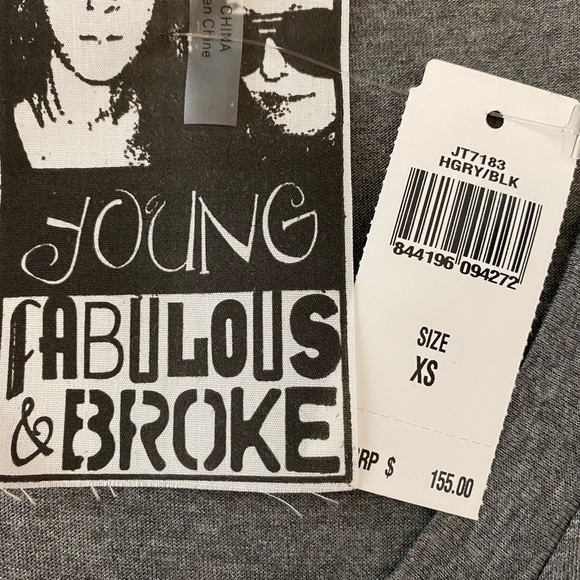 CHINA
en Chine
YOUNG
FABULOUS
& BROKE
JT7183
HGRY/BLK
844196 094272
SIZE
XS
RP $ 155.00